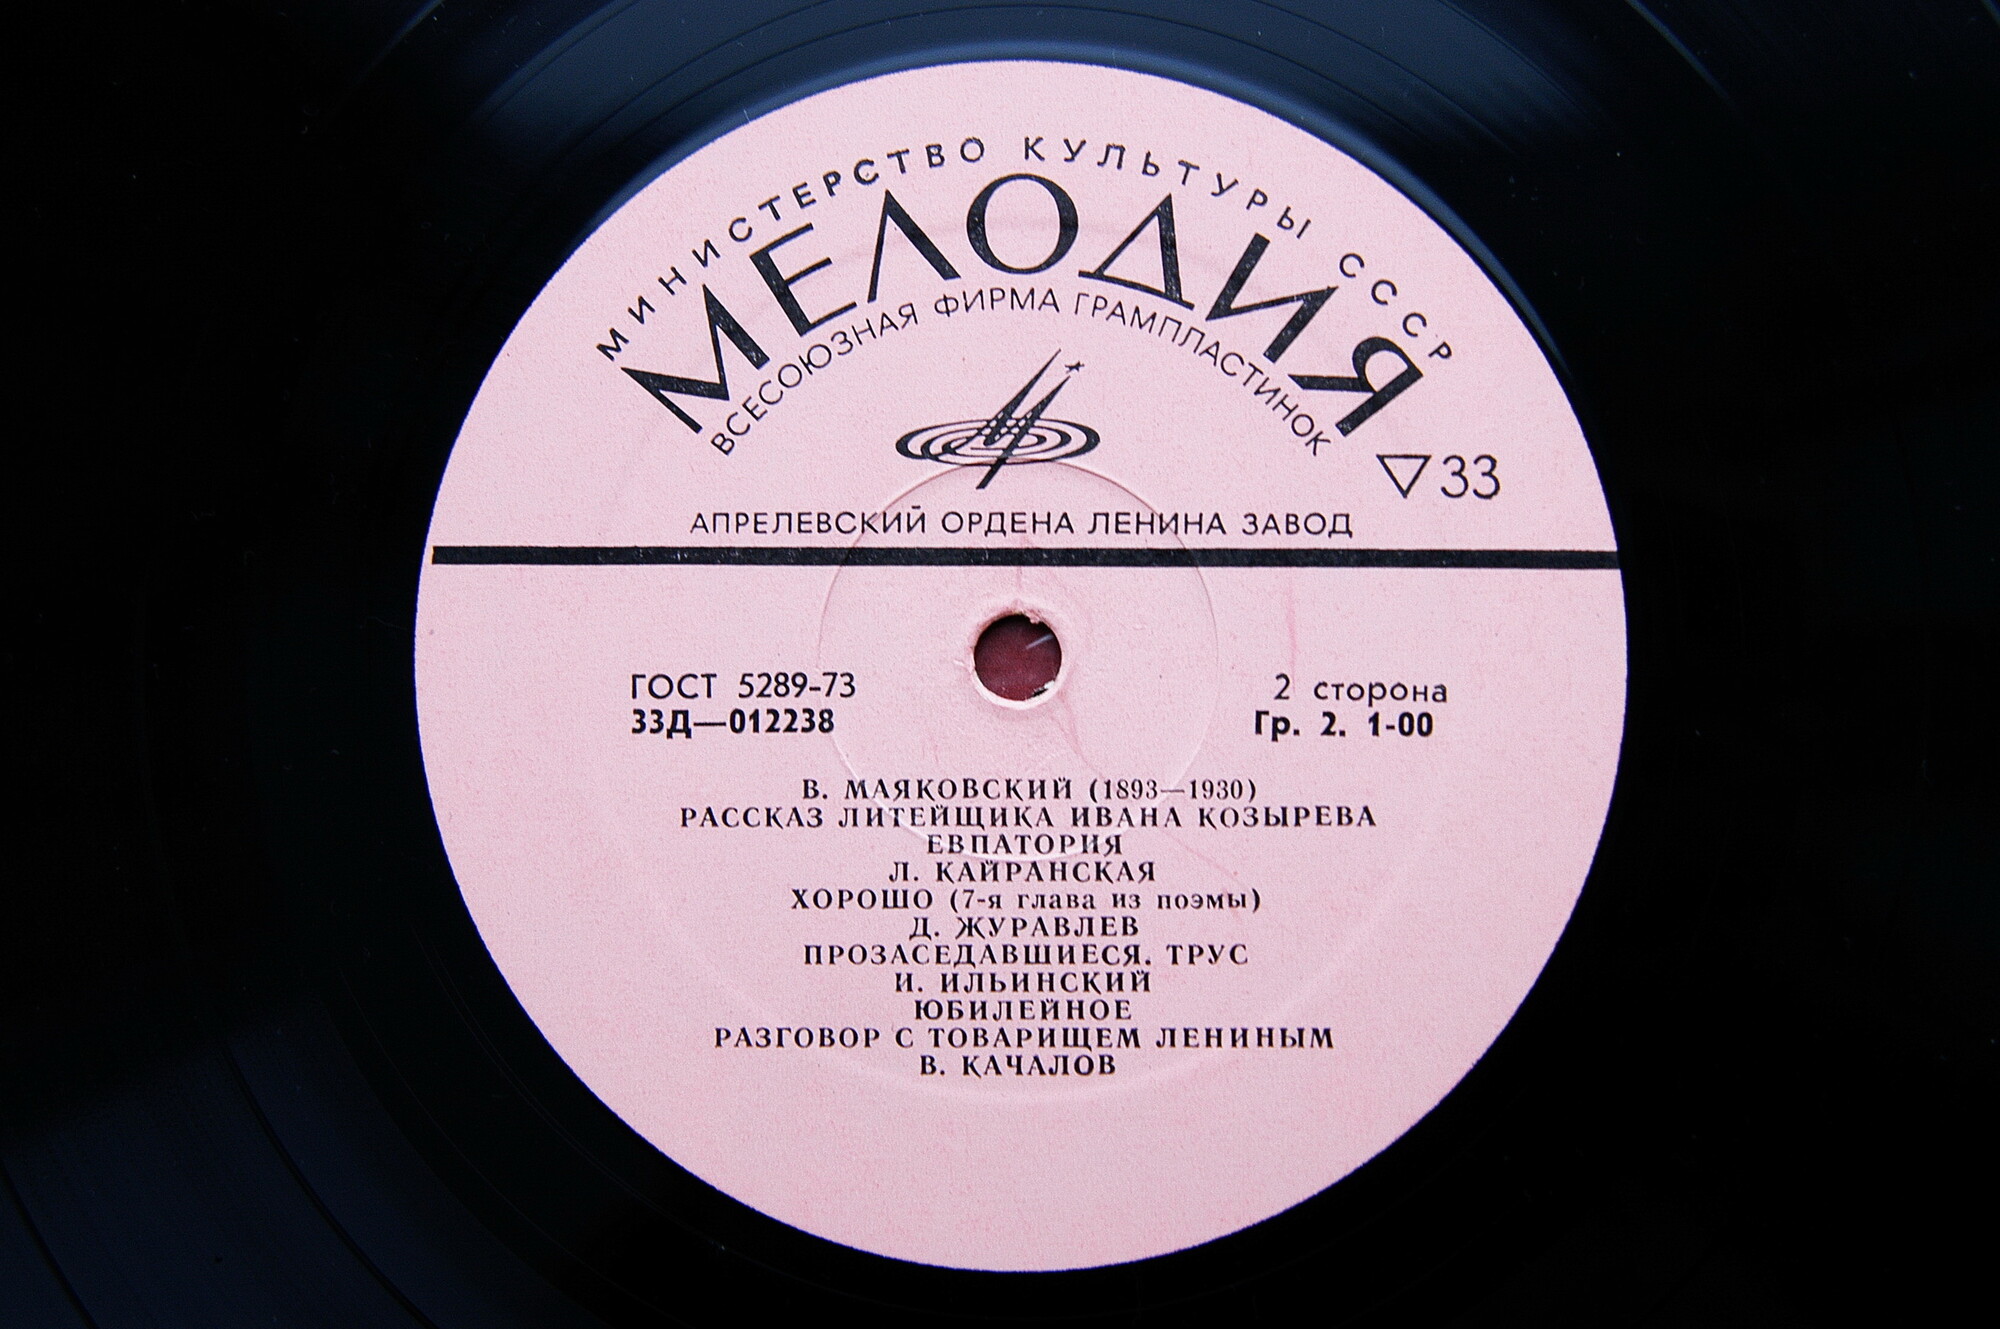 МИНИСТЕРСТВО КУЛЬТУРЫ СССР
МЕЛОДИЯ
ВСЕСОЮЗНАЯ ФИРМА ГРАМПЛАСТИНОК
▽33
АПРЕЛЕВСКИЙ ОРДЕНА ЛЕНИНА ЗАВОД
ГОСТ 5289-73
33Д—012238
2 сторона
Гр. 2. 1-00
В. МАЯКОВСКИЙ (1893—1930)
РАССКАЗ ЛИТЕЙЩИКА ИВАНА КОЗЫРЕВА
ЕВПАТОРИЯ
Л. КАЙРАНСКАЯ
ХОРОШО (7-я глава из поэмы)
Д. ЖУРАВЛЕВ
ПРОЗАСЕДАВШИЕСЯ. ТРУС
И. ИЛЬИНСКИЙ
ЮБИЛЕЙНОЕ
РАЗГОВОР С ТОВАРИЩЕМ ЛЕНИНЫМ
В. КАЧАЛОВ